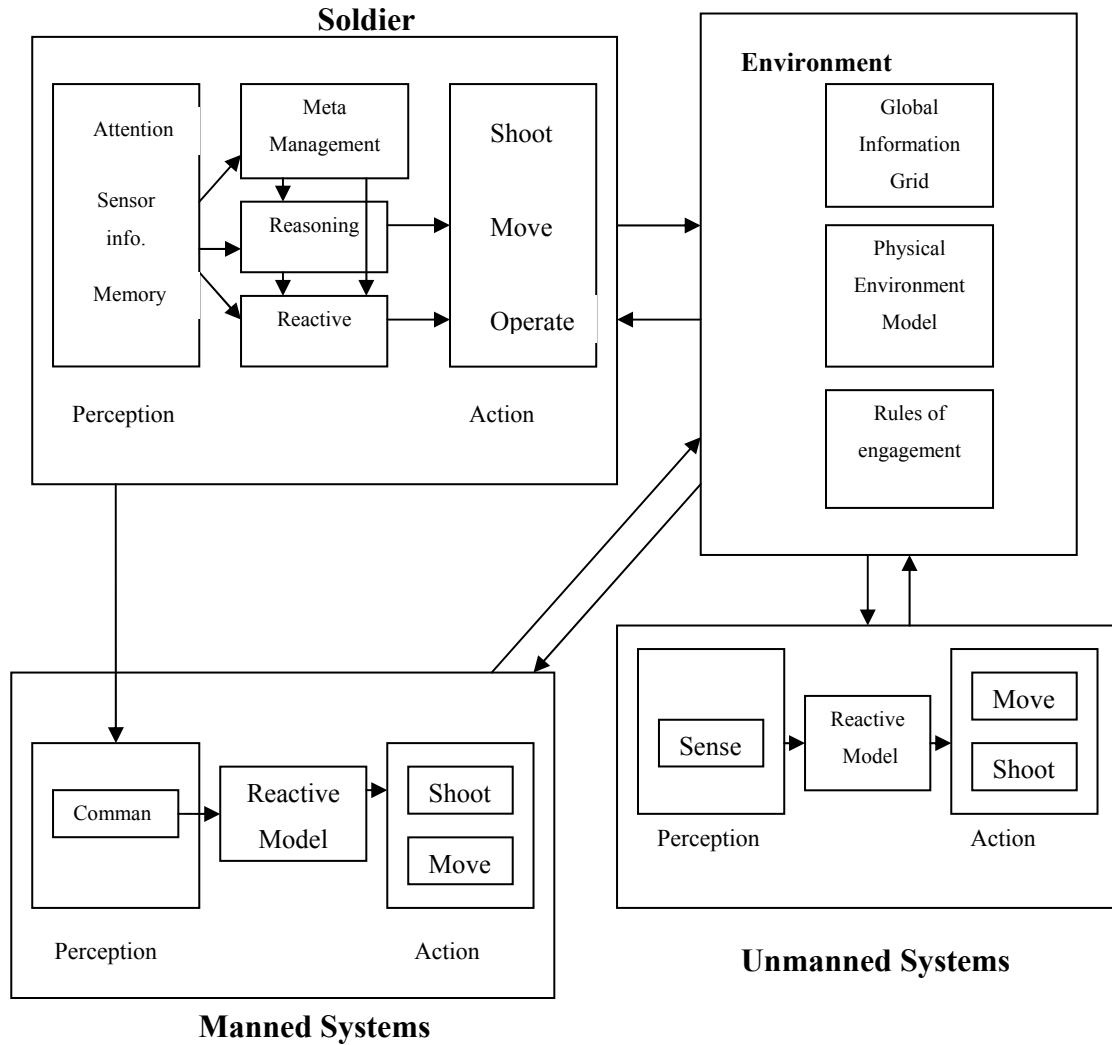 Soldier
Attention
Sensor
info.
Memory
Perception
Meta
Management
Reasoning
Reactive
Shoot
Move
Operate
Action
Environment
Global
Information
Grid
Physical
Environment
Model
Rules of
engagement
Comman
Perception
Reactive
Model
Shoot
Move
Action
Manned Systems
Sense
Perception
Reactive
Model
Move
Shoot
Action
Unmanned Systems